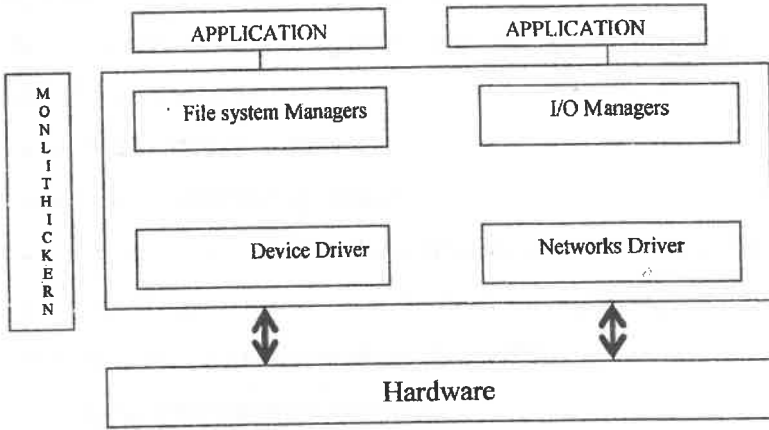 APPLICATION
APPLICATION
MONLITHICKERN
File system Managers
I/O Managers
Device Driver
Networks Driver
Hardware